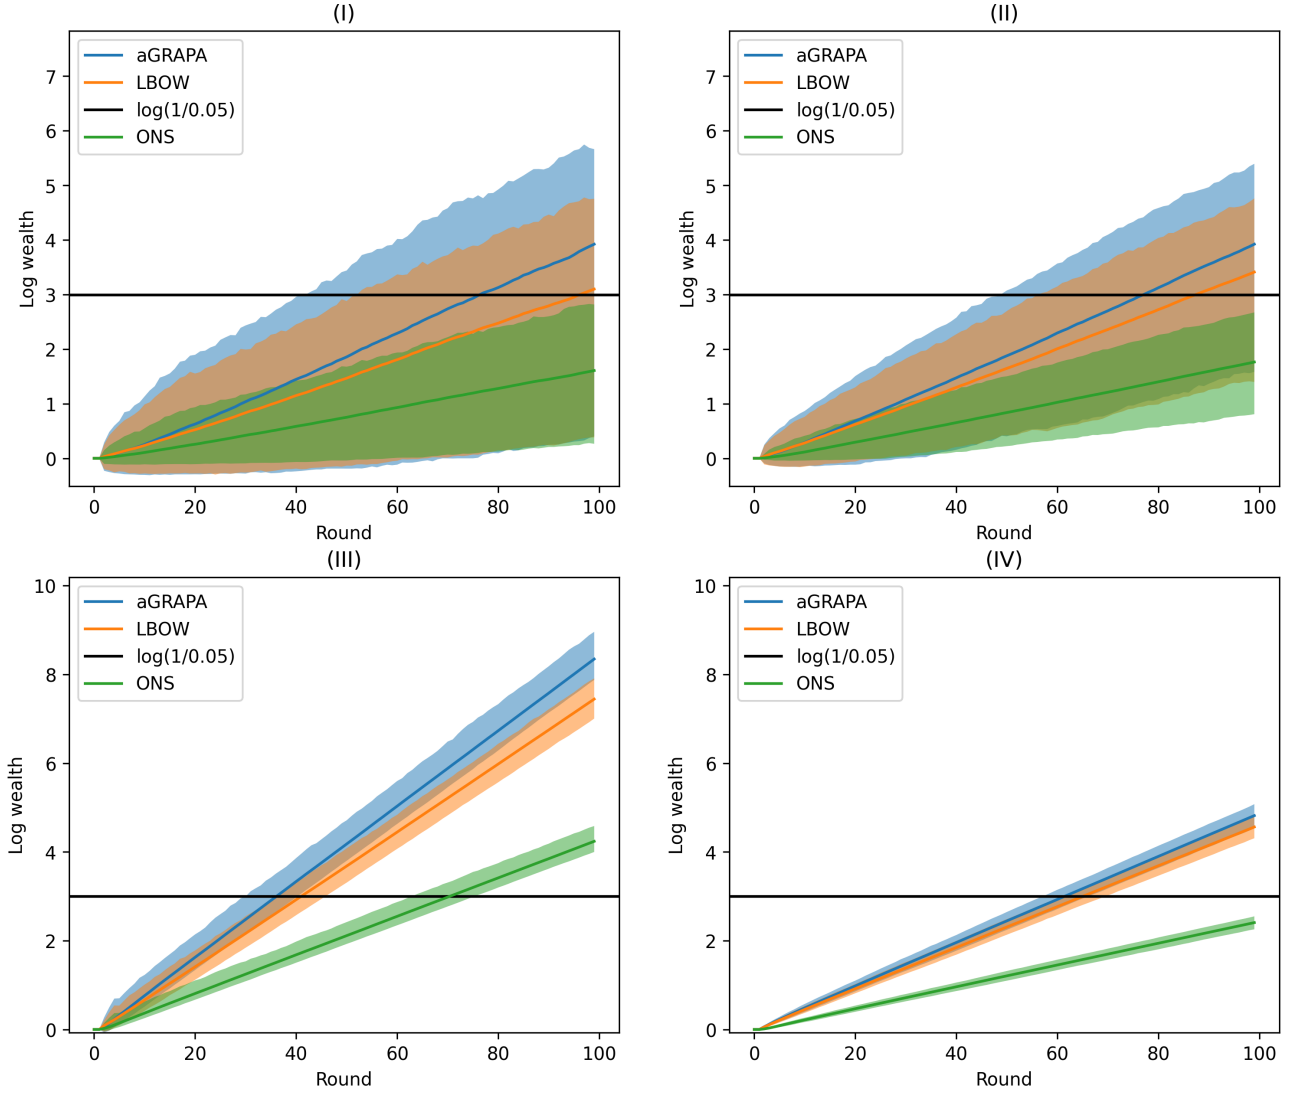 (I)
aGRAPA
LBOW
log(1/0.05)
ONS
Log wealth
7
6
5
4
3
2
1
0
0 20 40 60 80 100
Round
(II)
aGRAPA
LBOW
log(1/0.05)
ONS
Log wealth
7
6
5
4
3
2
1
0
0 20 40 60 80 100
Round
(III)
aGRAPA
LBOW
log(1/0.05)
ONS
Log wealth
10
8
6
4
2
0
0 20 40 60 80 100
Round
(IV)
aGRAPA
LBOW
log(1/0.05)
ONS
Log wealth
10
8
6
4
2
0
0 20 40 60 80 100
Round